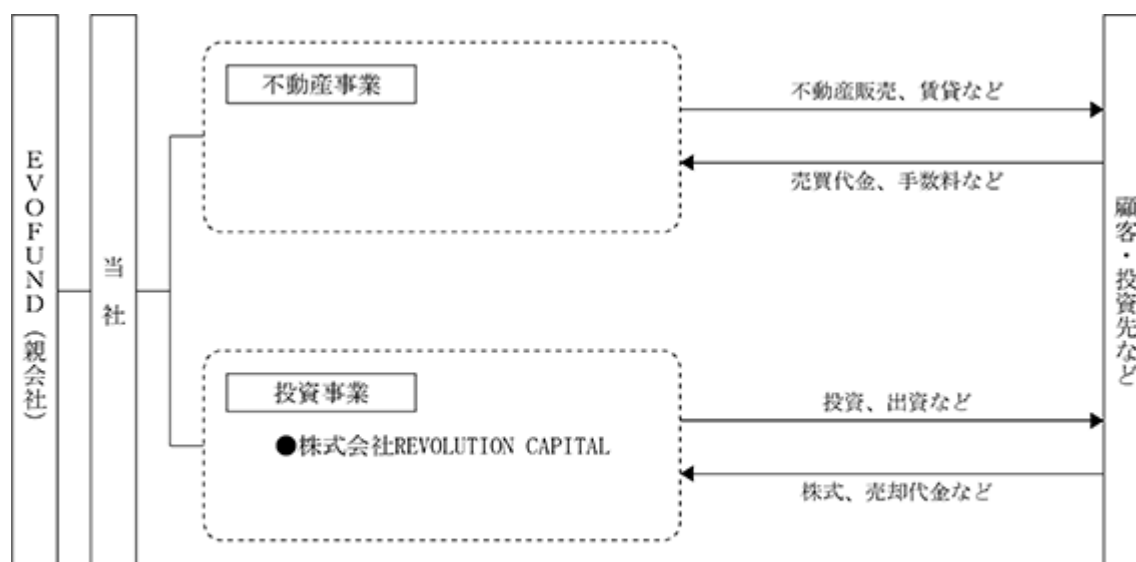 EVOFUND（親会社）
当社
不動産事業
不動産販売、賃貸など
売買代金、手数料など
投資事業
●株式会社REVOLUTION CAPITAL
投資、出資など
株式、売却代金など
顧客・投資先など